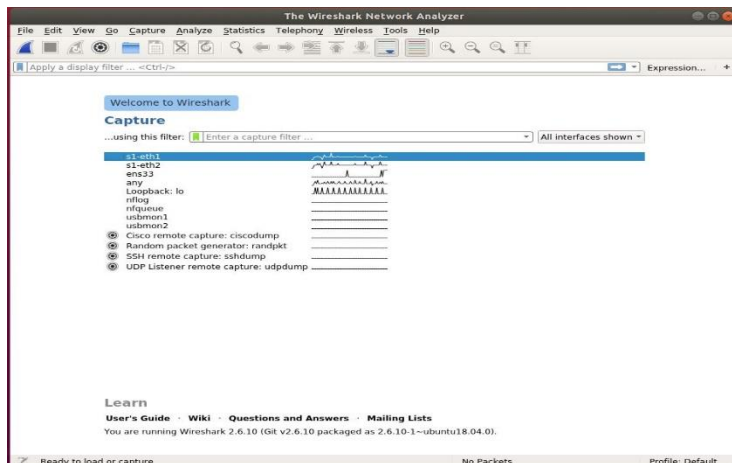 The Wireshark Network Analyzer
File Edit View Go Capture Analyze Statistics Telephony Wireless Tools Help
Apply a display filter ... <Ctrl-/> Expression... +
Welcome to Wireshark
Capture
...using this filter: Enter a capture filter ... All interfaces shown
s1-eth1
s1-eth2
ens33
any
Loopback: lo
nflog
nfqueue
usbmon1
usbmon2
Cisco remote capture: ciscodump
Random packet generator: randpkt
SSH remote capture: sshdump
UDP Listener remote capture: udpdump
Learn
User's Guide · Wiki · Questions and Answers · Mailing Lists
You are running Wireshark 2.6.10 (Git v2.6.10 packaged as 2.6.10-1~ubuntu18.04.0).
Ready to load or capture No Packets Profile: Default